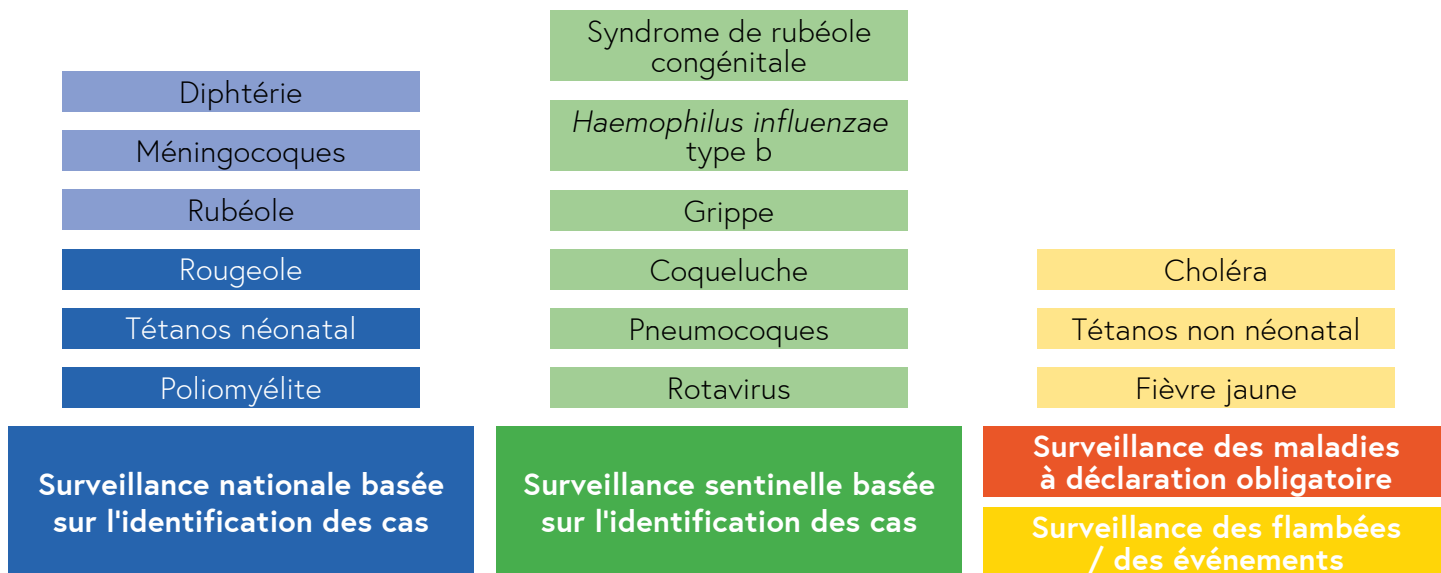 Diphtérie
Méningocoques
Rubéole
Rougeole
Tétanos néonatal
Poliomyélite
Surveillance nationale basée
sur l'identification des cas
Syndrome de rubéole
congénitale
Haemophilus influenzae
type b
Grippe
Coqueluche
Pneumocoques
Rotavirus
Surveillance sentinelle basée
sur l'identification des cas
Choléra
Tétanos non néonatal
Fièvre jaune
Surveillance des maladies
à déclaration obligatoire
Surveillance des flambées
/ des événements